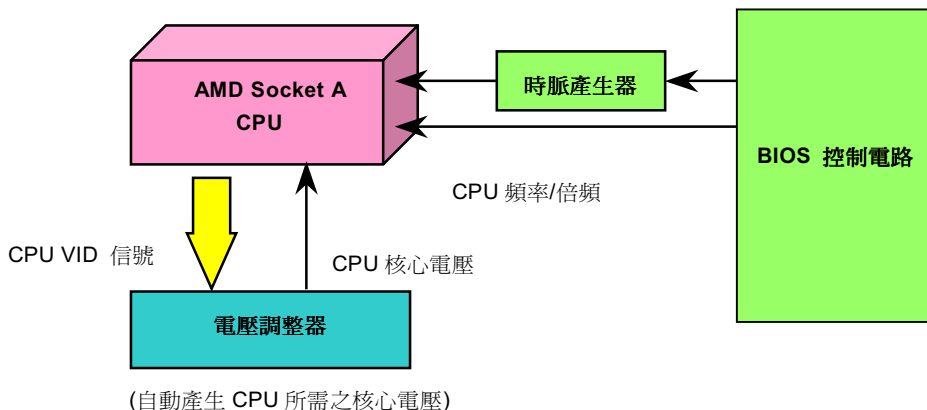 AMD Socket A
CPU
時脈產生器
BIOS 控制電路
CPU 頻率/倍頻
CPU VID 信號
CPU 核心電壓
電壓調整器
(自動產生 CPU 所需之核心電壓)